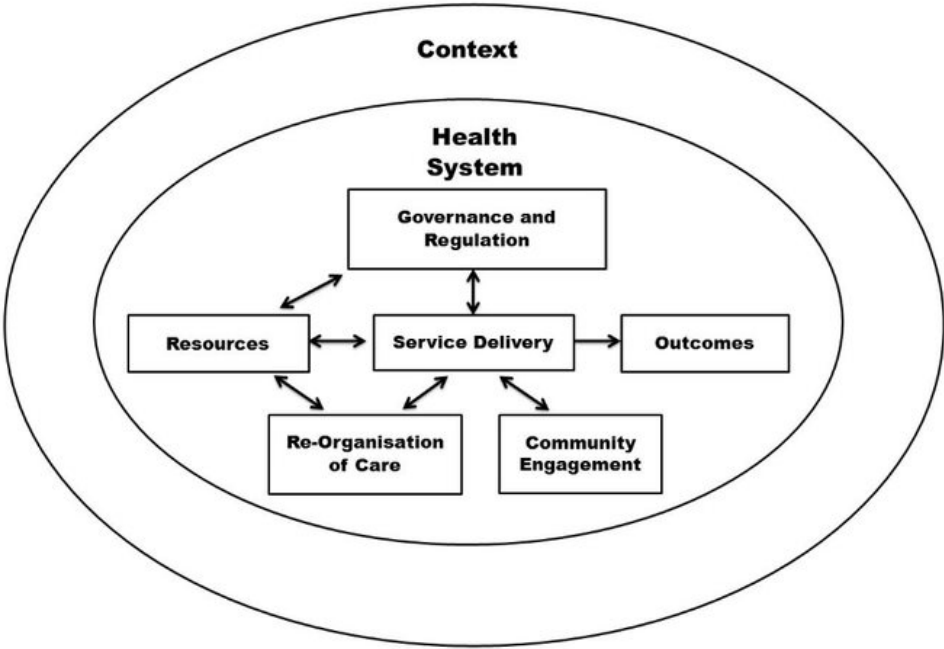 Context
Health
System
Governance and
Regulation
Resources
Service Delivery
Outcomes
Re-Organisation
of Care
Community
Engagement